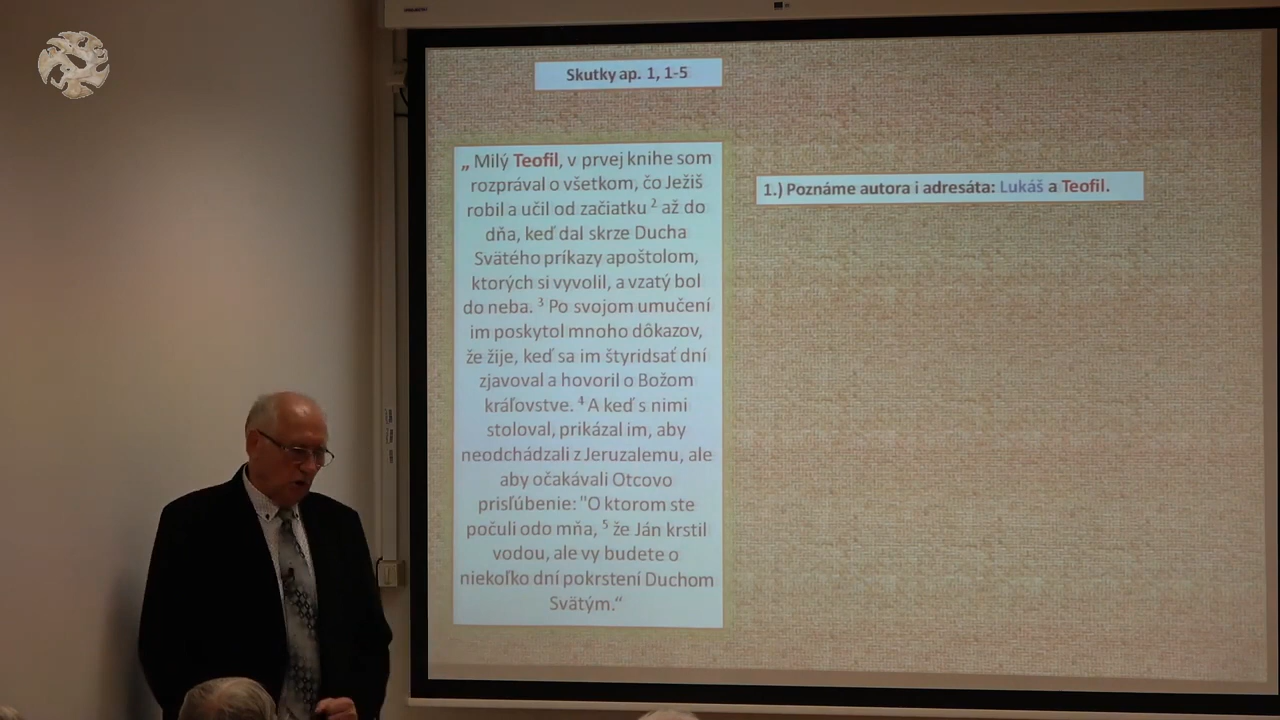 Skutky ap. 1, 1-5
„ Milý Teofil, v prvej knihe som
rozprával o všetkom, čo Ježiš
robil a učil od začiatku ² až do
dňa, keď dal skrze Ducha
Svätého príkazy apoštolom,
ktorých si vyvolil, a vzatý bol
do neba. ³ Po svojom umučení
im poskytol mnoho dôkazov,
že žije, keď sa im štyridsať dní
zjavoval a hovoril o Božom
kráľovstve. ⁴ A keď s nimi
stoloval, prikázal im, aby
neodchádzali z Jeruzalemu, ale
aby očakávali Otcovo
prisľúbenie: "O ktorom ste
počuli odo mňa, ⁵ že Ján krstil
vodou, ale vy budete o
niekoľko dní pokrstení Duchom
Svätým.“
1.) Poznáme autora i adresáta: Lukáš a Teofil.